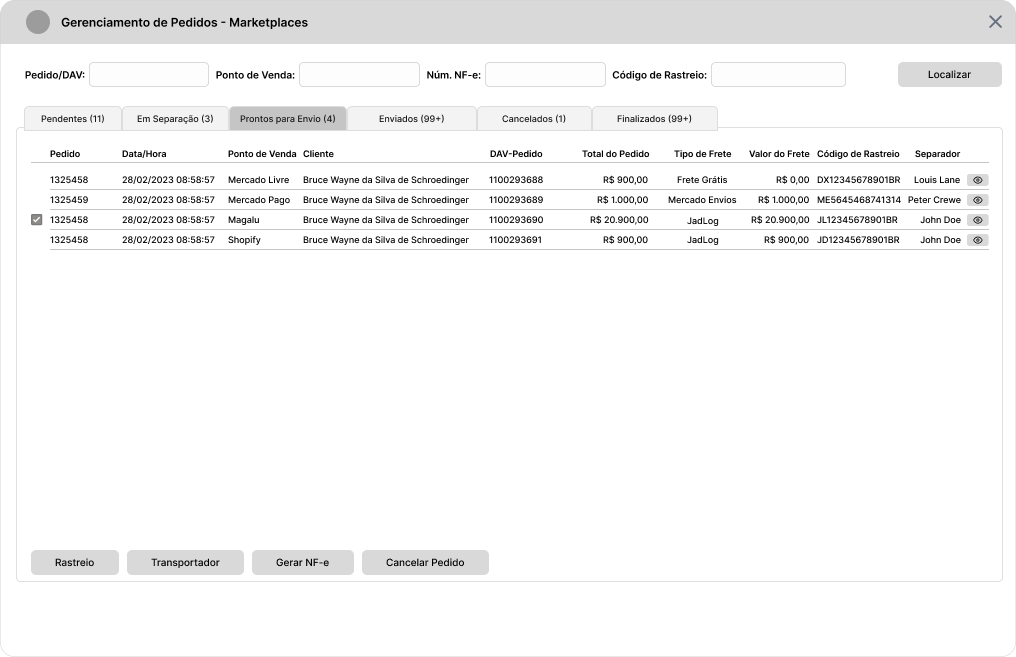 Gerenciamento de Pedidos - Marketplaces
Pedido/DAV: Ponto de Venda: Núm. NF-e: Código de Rastreio: Localizar
Pendentes (11) Em Separação (3) Prontos para Envio (4) Enviados (99+) Cancelados (1) Finalizados (99+)
Pedido Data/Hora Ponto de Venda Cliente DAV-Pedido Total do Pedido Tipo de Frete Valor do Frete Código de Rastreio Separador
1325458 28/02/2023 08:58:57 Mercado Livre Bruce Wayne da Silva de Schroedinger 1100293688 R$ 900,00 Frete Grátis R$ 0,00 DX12345678901BR Louis Lane
1325459 28/02/2023 08:58:57 Mercado Pago Bruce Wayne da Silva de Schroedinger 1100293689 R$ 1.000,00 Mercado Envios R$ 1.000,00 ME5645468741314 Peter Crewe
1325458 28/02/2023 08:58:57 Magalu Bruce Wayne da Silva de Schroedinger 1100293690 R$ 20.900,00 JadLog R$ 20.900,00 JL12345678901BR John Doe
1325458 28/02/2023 08:58:57 Shopify Bruce Wayne da Silva de Schroedinger 1100293691 R$ 900,00 JadLog R$ 900,00 JD12345678901BR John Doe
Rastreio Transportador Gerar NF-e Cancelar Pedido